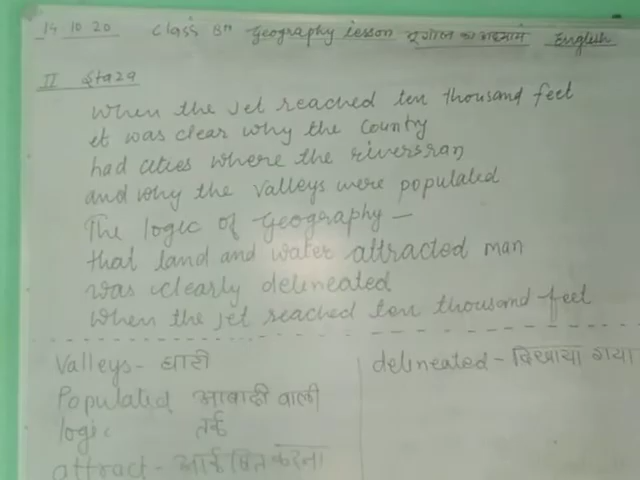 14 10 20 Class 8th Geography Lesson भूगोल का अध्याय English
II स्टांजा
When the jet reached ten thousand feet
it was clear why the country
had cities where the rivers ran
and why the valleys were populated
The logic of Geography —
that land and water attracted man
was clearly delineated
When the jet reached ten thousand feet
Valleys - घाटी
delineated - दिखाया गया
Populated आबादी वाली
logic तर्क
attract - आकर्षित करना